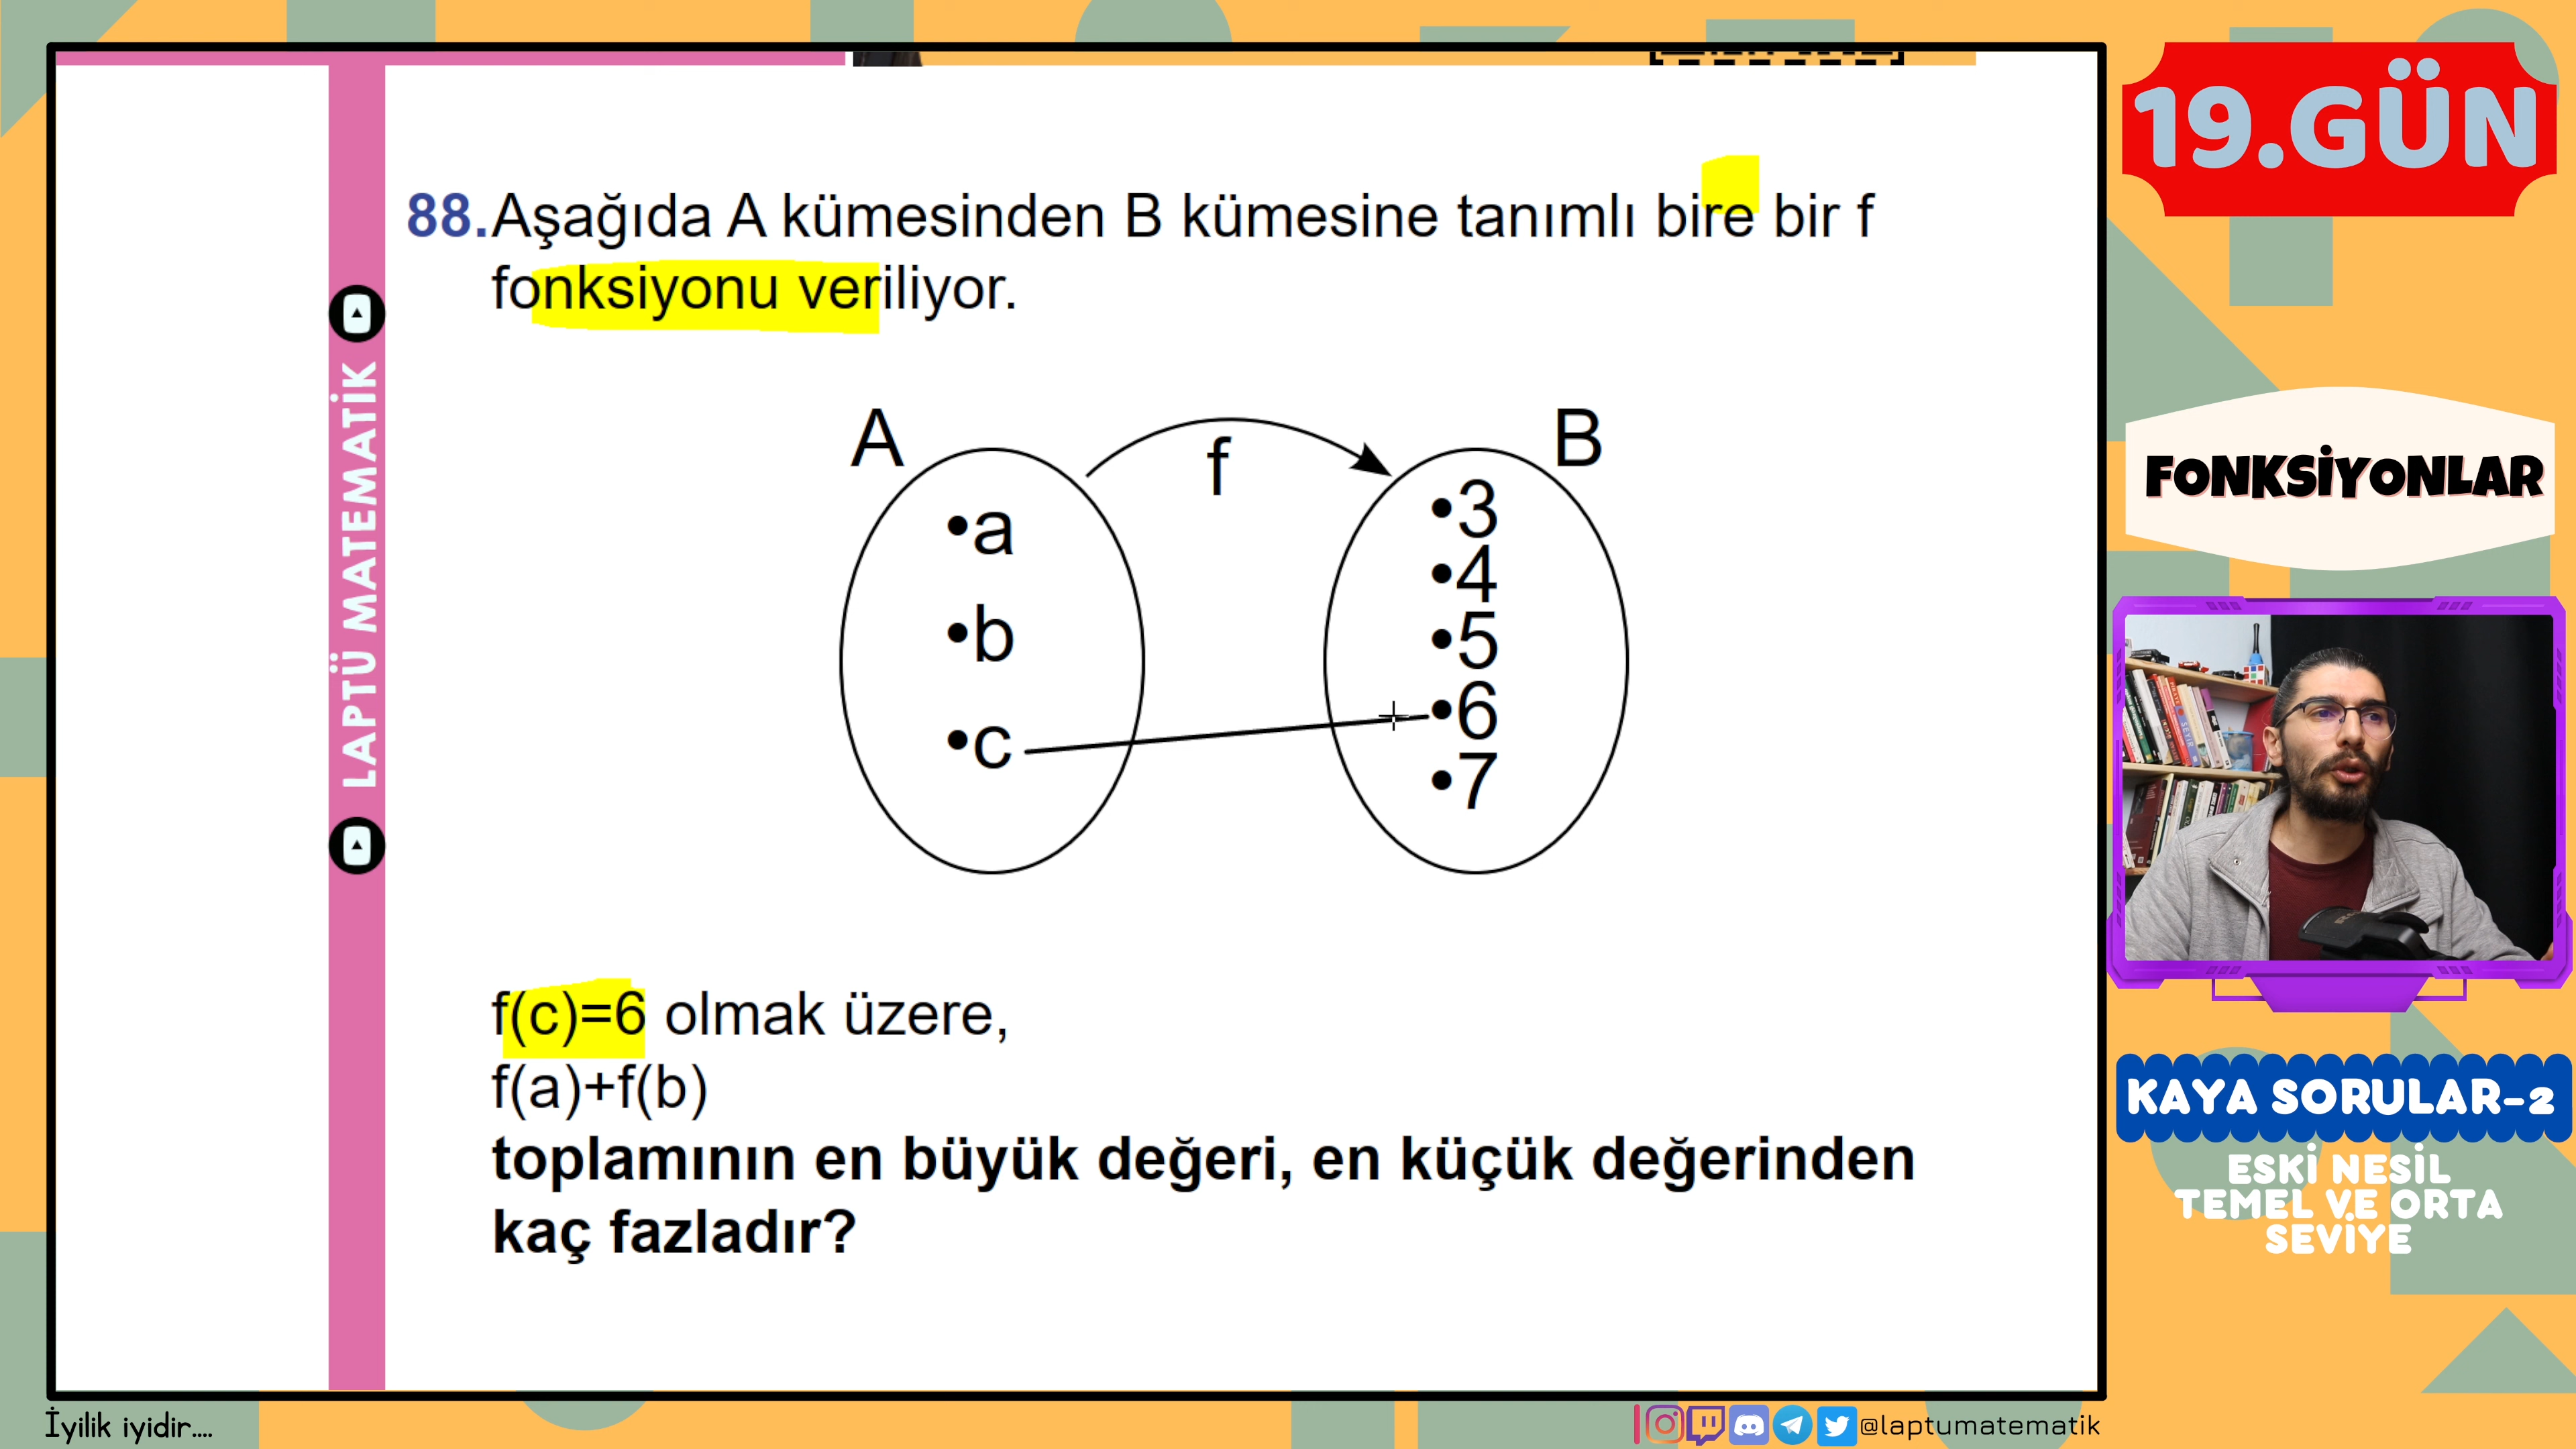 19.GÜN
88.Aşağıda A kümesinden B kümesine tanımlı bire bir f
fonksiyonu veriliyor.
LAPTÜ MATEMATİK
A
f
B
•a
•b
•c
•3
•4
•5
•6
•7
f(c)=6 olmak üzere,
f(a)+f(b)
toplamının en büyük değeri, en küçük değerinden
kaç fazladır?
FONKSİYONLAR
KAYA SORULAR-2
ESKİ NESİL
TEMEL VE ORTA
SEVİYE
İyilik iyidir....
@laptumatematik